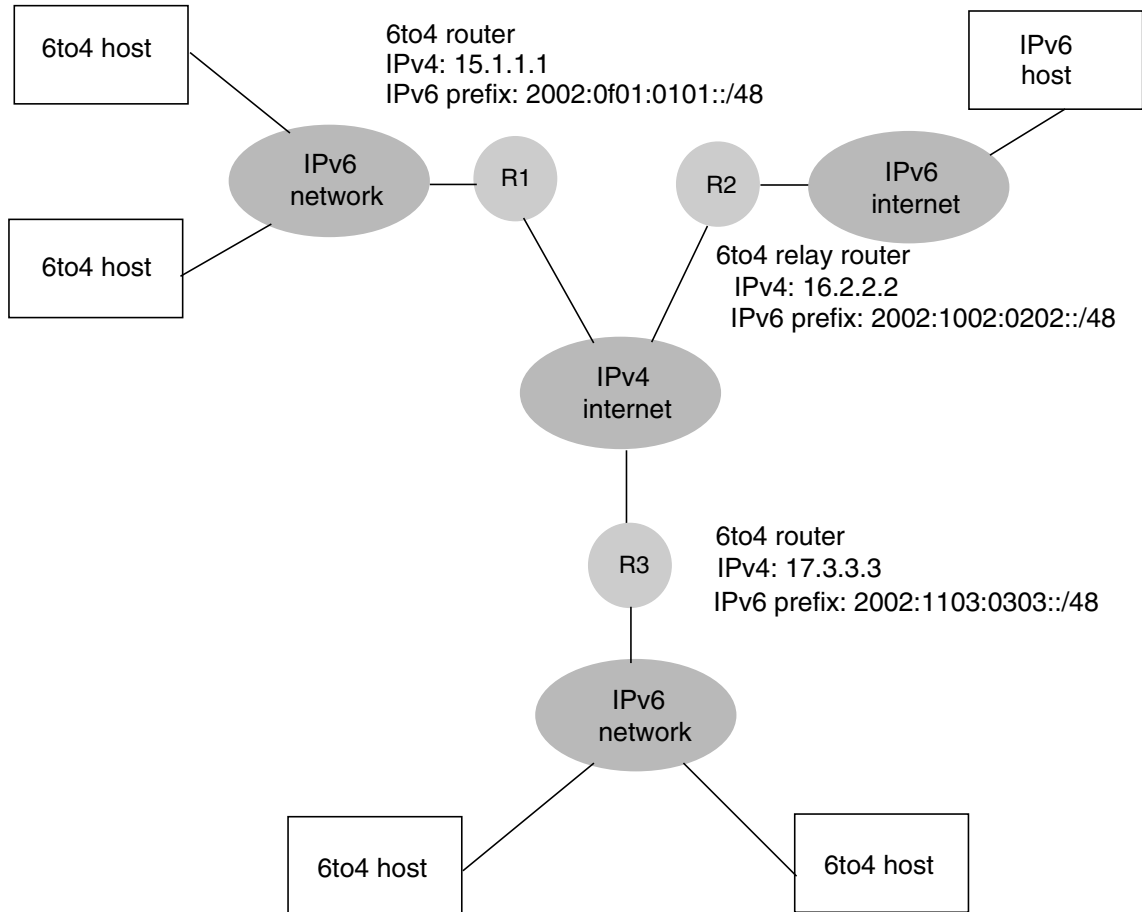 6to4 host
6to4 router
IPv4: 15.1.1.1
IPv6 prefix: 2002:0f01:0101::/48
IPv6
host
IPv6
network
R1
R2
IPv6
internet
6to4 host
6to4 relay router
IPv4: 16.2.2.2
IPv6 prefix: 2002:1002:0202::/48
IPv4
internet
R3
6to4 router
IPv4: 17.3.3.3
IPv6 prefix: 2002:1103:0303::/48
IPv6
network
6to4 host
6to4 host